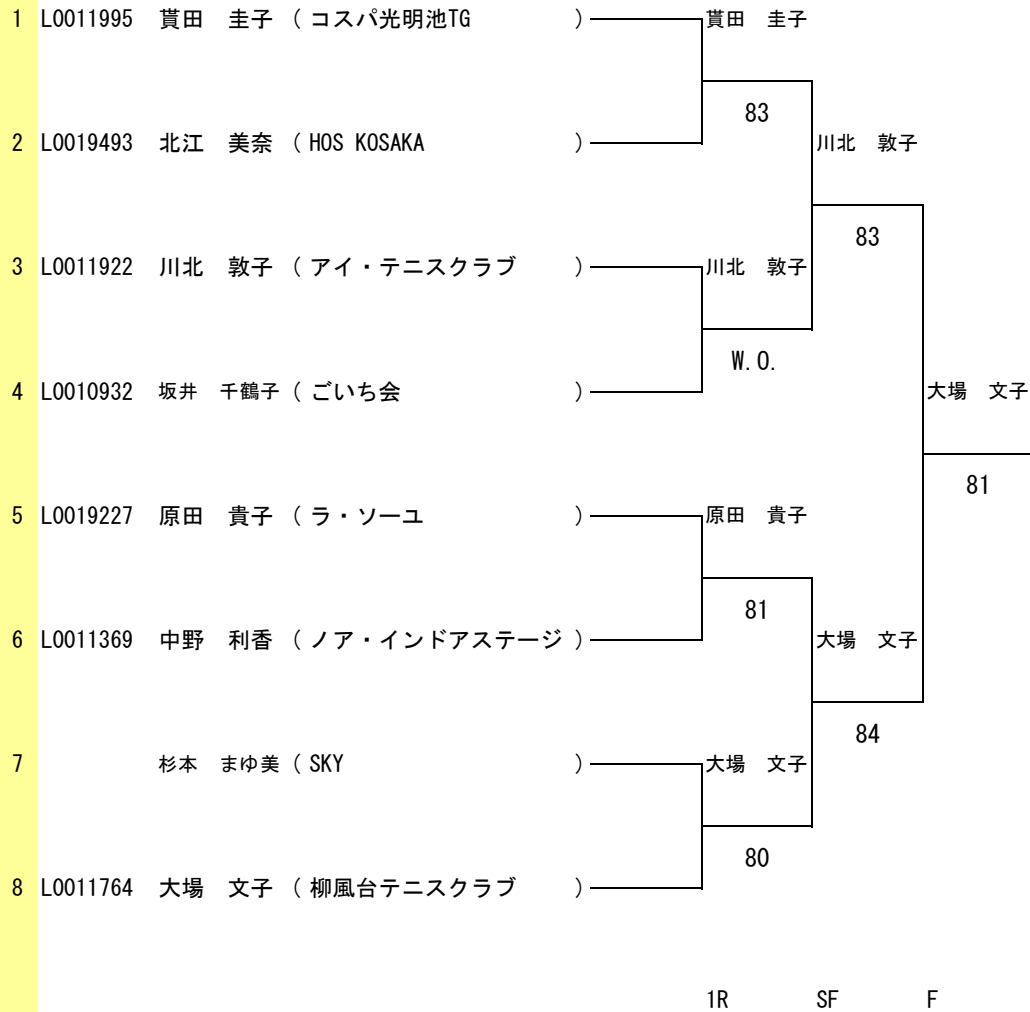 1 L0011995 貰田 圭子 ( コスパ光明池TG ) 貰田 圭子
83
2 L0019493 北江 美奈 ( HOS KOSAKA ) 川北 敦子
83
3 L0011922 川北 敦子 ( アイ・テニスクラブ ) 川北 敦子
W.O.
4 L0010932 坂井 千鶴子 ( ごいち会 ) 大場 文子
81
5 L0019227 原田 貴子 ( ラ・ソーユ ) 原田 貴子
81
6 L0011369 中野 利香 ( ノア・インドアステージ ) 大場 文子
84
7 杉本 まゆ美 ( SKY ) 大場 文子
80
8 L0011764 大場 文子 ( 柳風台テニスクラブ )
1R SF F